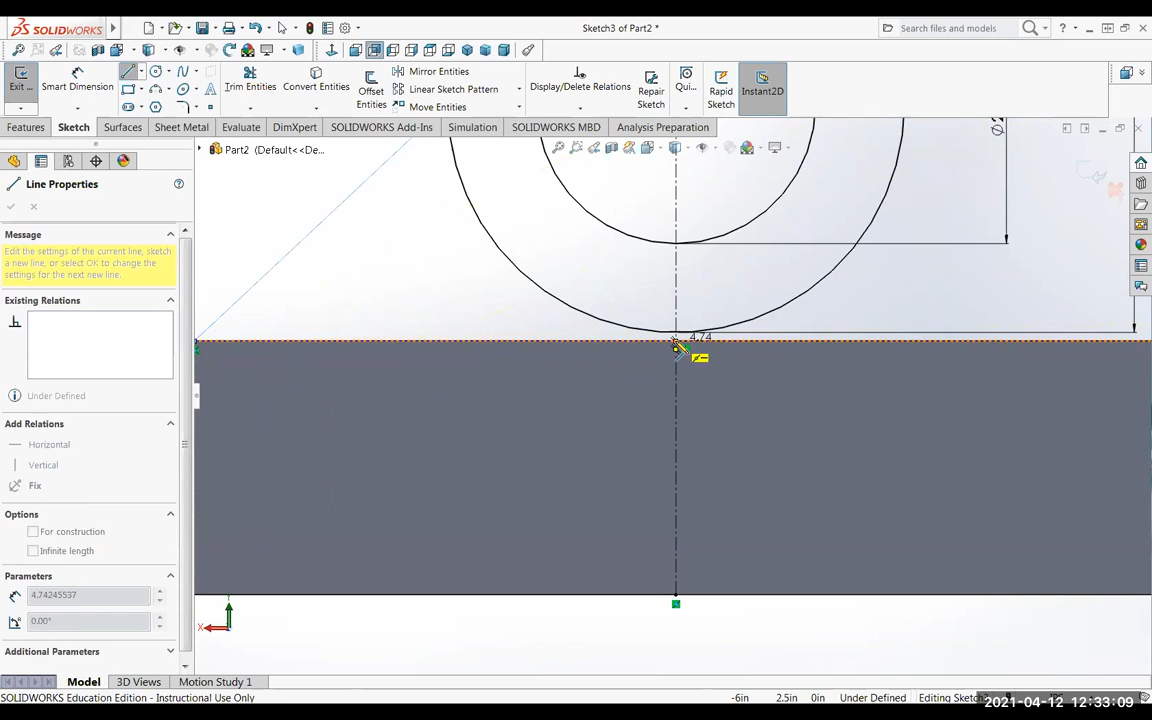 SOLIDWORKS
Sketch3 of Part2 *
Search files and models
Exit ...
Smart Dimension
Trim Entities
Convert Entities
Offset
Entities
Mirror Entities
Linear Sketch Pattern
Move Entities
Display/Delete Relations
Repair
Sketch
Qui...
Rapid
Sketch
Instant2D
Features
Sketch
Surfaces
Sheet Metal
Evaluate
DimXpert
SOLIDWORKS Add-Ins
Simulation
SOLIDWORKS MBD
Analysis Preparation
Part2 (Default<<De...
Line Properties
Message
Edit the settings of the current line, sketch
a new line, or select OK to change the
settings for the next new line.
Existing Relations
Under Defined
Add Relations
Horizontal
Vertical
Fix
Options
For construction
Infinite length
Parameters
4.74245537
0.00°
Additional Parameters
4.74
X
Model
3D Views
Motion Study 1
SOLIDWORKS Education Edition - Instructional Use Only
-6in
2.5in
0in
Under Defined
2021-04-12 12:33:09